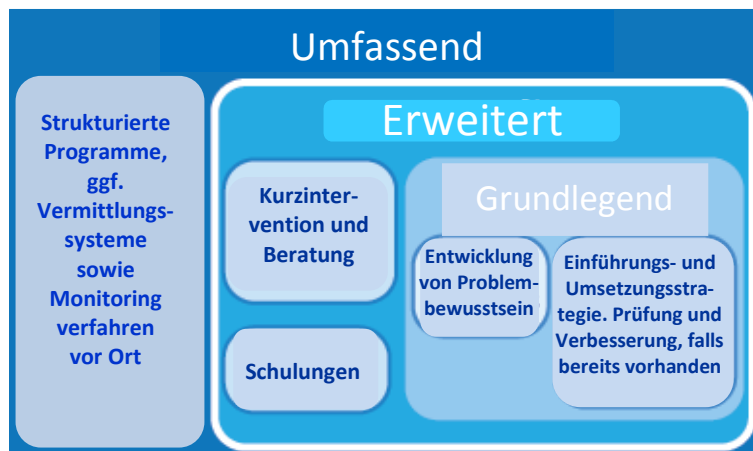 Umfassend
Strukturierte
Programme,
ggf.
Vermittlungs-
systeme
sowie
Monitoring
verfahren
vor Ort
Erweitert
Kurzinter-
vention und
Beratung
Schulungen
Grundlegend
Entwicklung
von Problem-
bewusstsein
Einführungs- und
Umsetzungsstra-
tegie. Prüfung und
Verbesserung, falls
bereits vorhanden